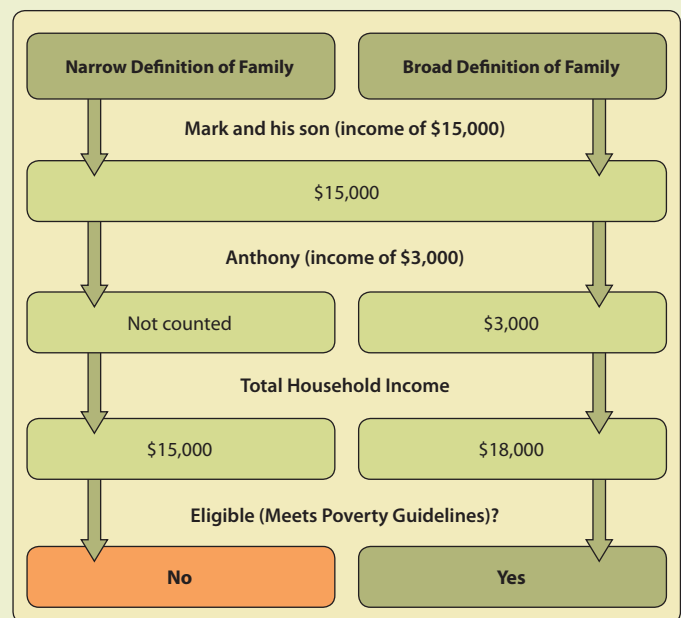 Narrow Definition of Family
Broad Definition of Family
Mark and his son (income of $15,000)
$15,000
Anthony (income of $3,000)
Not counted
$3,000
Total Household Income
$15,000
$18,000
Eligible (Meets Poverty Guidelines)?
No
Yes